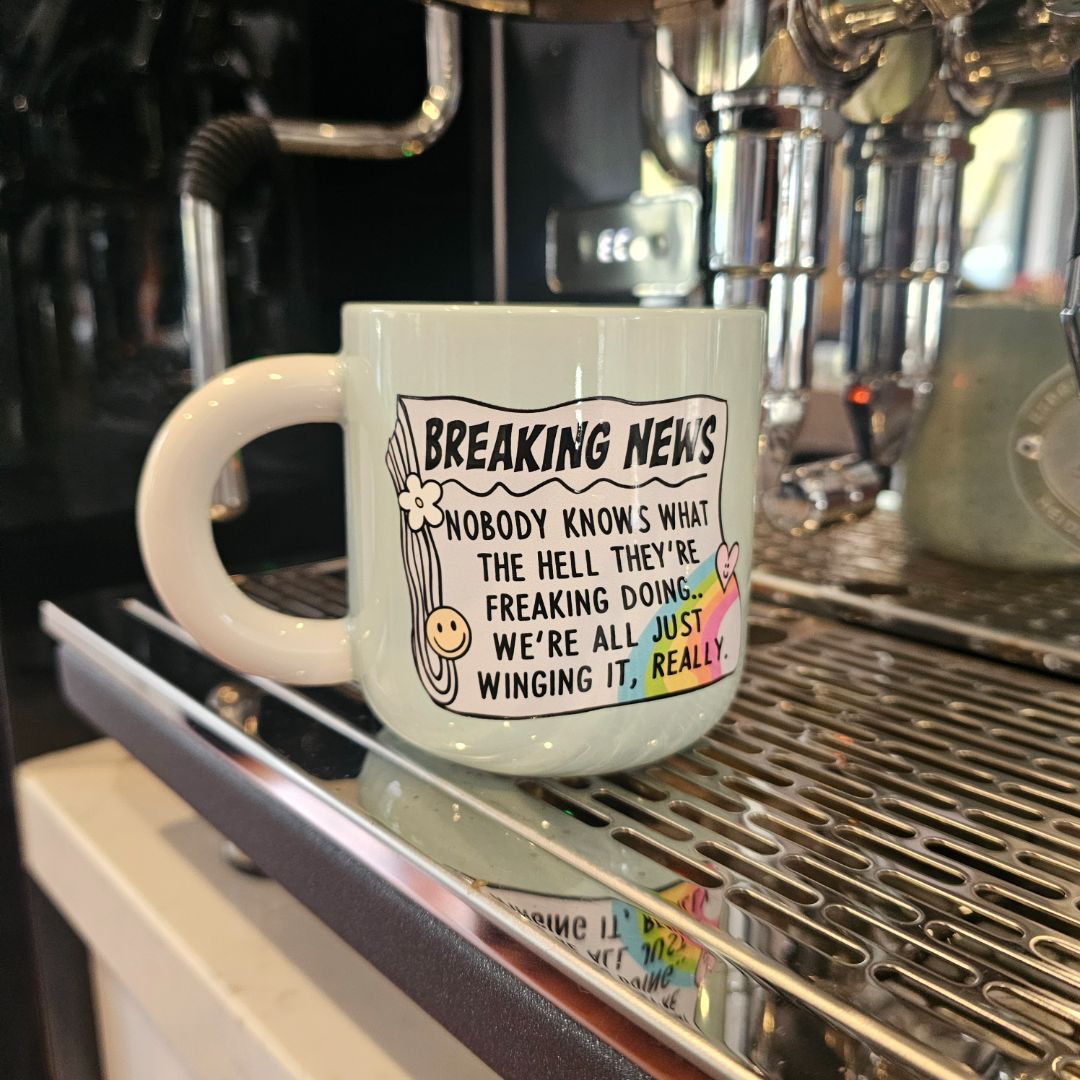 BREAKING NEWS
NOBODY KNOWS WHAT
THE HELL THEY'RE
FREAKING DOING..
WE'RE ALL JUST
WINGING IT, REALLY.